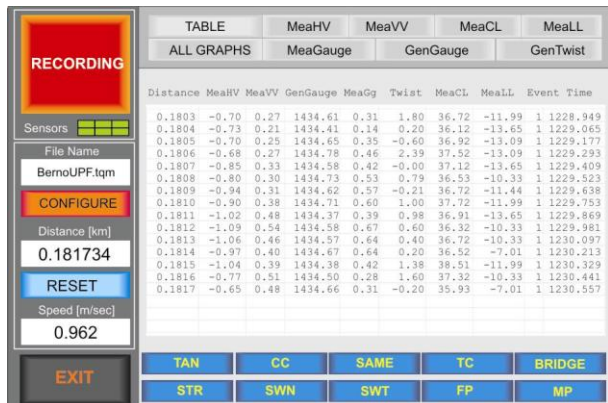 RECORDING
Sensors
File Name
BernoUPF.tqm
CONFIGURE
Distance [km]
0.181734
RESET
Speed [m/sec]
0.962
EXIT
TABLE MeaHV MeaVV MeaCL MeaLL
ALL GRAPHS MeaGauge GenGauge GenTwist
Distance MeaHV MeaVV GenGauge MeaGg Twist MeaCL MeaLL Event Time
0.1803 -0.70 0.27 1434.61 0.31 1.80 36.72 -11.99 1 1228.949
0.1804 -0.73 0.21 1434.41 0.14 0.20 36.12 -13.65 1 1229.065
0.1805 -0.70 0.25 1434.65 0.35 -0.60 36.92 -13.09 1 1229.177
0.1806 -0.68 0.27 1434.78 0.46 2.39 37.52 -13.09 1 1229.293
0.1807 -0.85 0.33 1434.58 0.42 -0.00 37.12 -13.65 1 1229.409
0.1808 -0.80 0.30 1434.73 0.53 0.79 36.53 -10.33 1 1229.523
0.1809 -0.94 0.31 1434.62 0.57 -0.21 36.72 -11.44 1 1229.638
0.1810 -0.90 0.38 1434.71 0.60 1.00 37.72 -11.99 1 1229.753
0.1811 -1.02 0.48 1434.37 0.39 0.98 36.91 -13.65 1 1229.869
0.1812 -1.09 0.54 1434.58 0.67 0.60 36.32 -10.33 1 1229.981
0.1813 -1.06 0.46 1434.57 0.64 0.40 36.72 -10.33 1 1230.097
0.1814 -0.97 0.40 1434.67 0.64 0.20 36.52 -7.01 1 1230.213
0.1815 -1.04 0.39 1434.38 0.42 1.38 38.51 -11.99 1 1230.329
0.1816 -0.77 0.51 1434.50 0.28 1.60 37.32 -10.33 1 1230.441
0.1817 -0.65 0.48 1434.66 0.31 -0.20 35.93 -7.01 1 1230.557
TAN CC SAME TC BRIDGE
STR SWN SWT FP MP